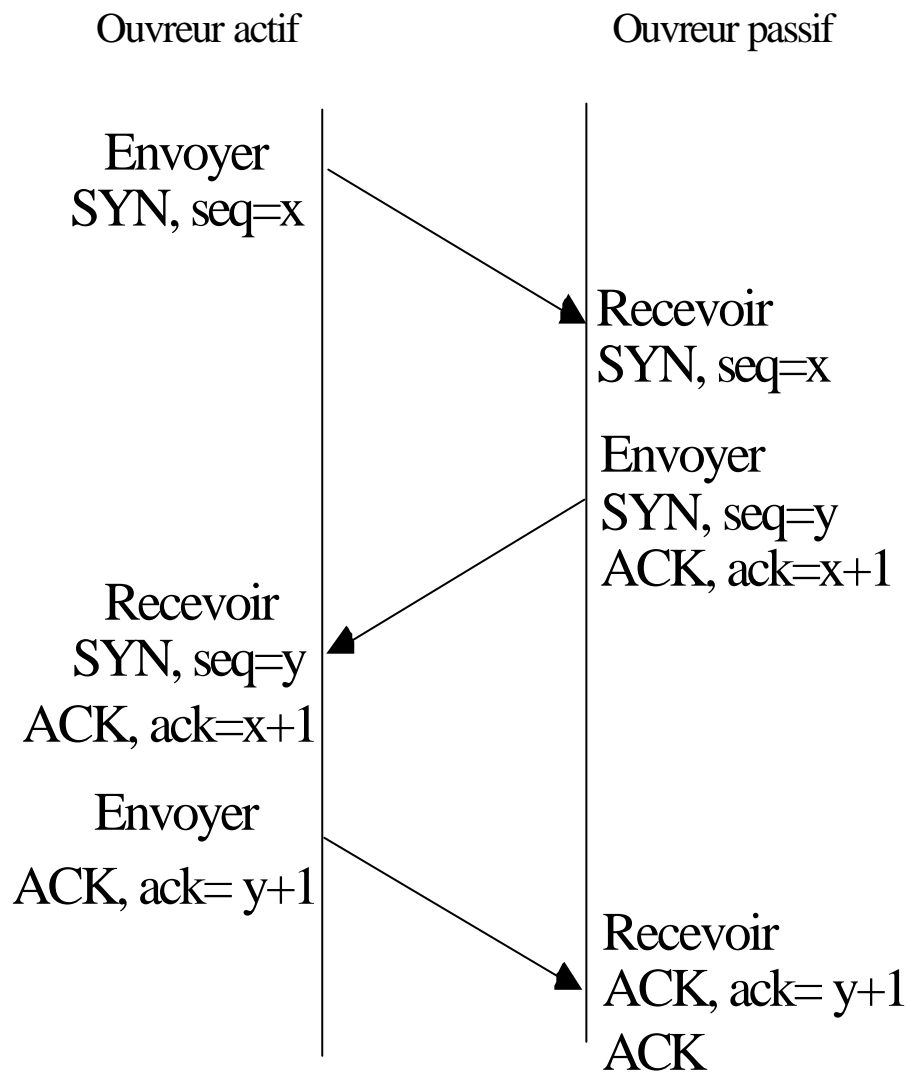 Ouvreur actif
Ouvreur passif
Envoyer
SYN, seq=x
Recevoir
SYN, seq=x
Envoyer
SYN, seq=y
ACK, ack=x+1
Recevoir
SYN, seq=y
ACK, ack=x+1
Envoyer
ACK, ack= y+1
Recevoir
ACK, ack= y+1
ACK